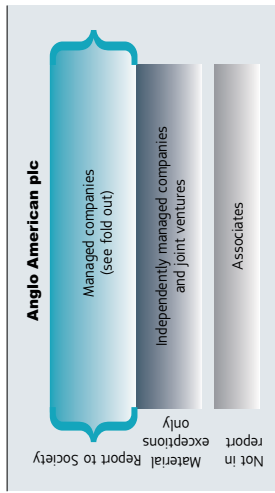 Anglo American plc
Report to Society
Managed companies
(see fold out)
Material
exceptions
only
Independently managed companies
and joint ventures
Not in
report
Associates